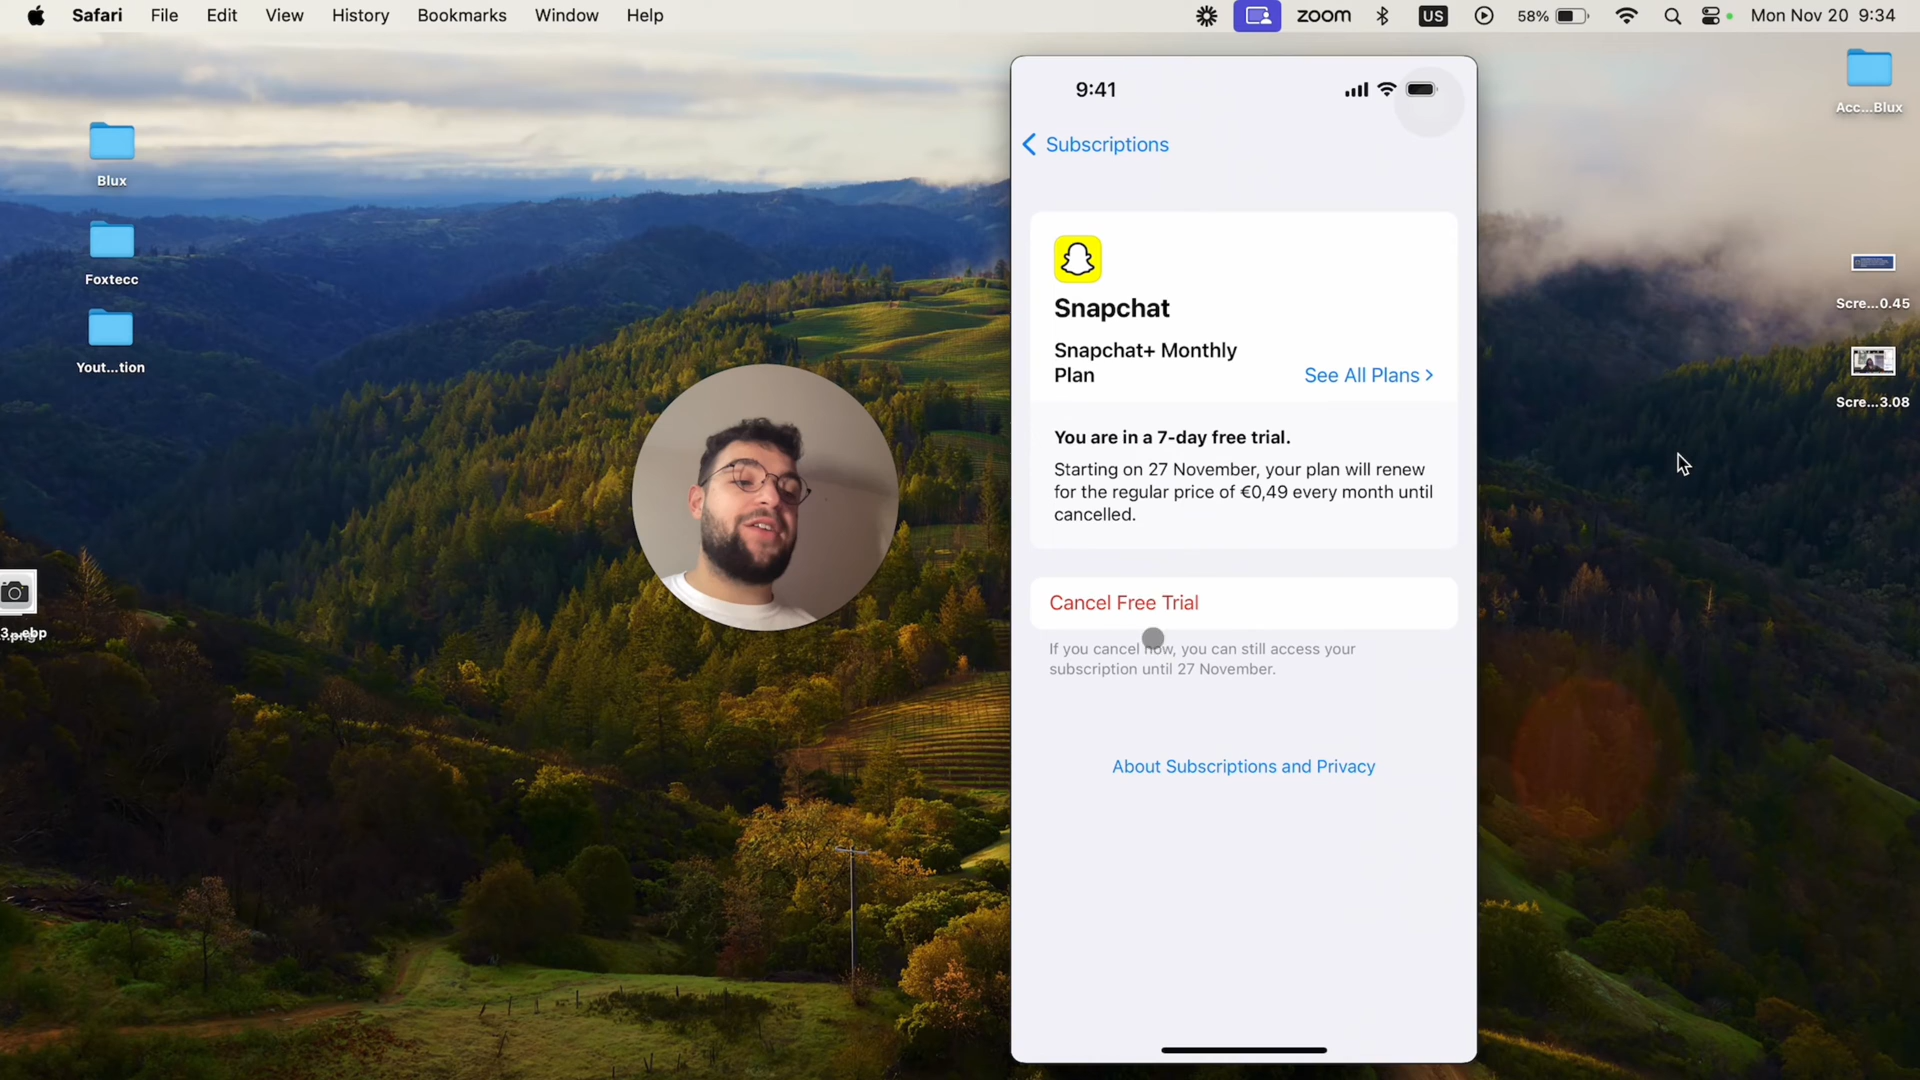 Safari File Edit View History Bookmarks Window Help
zoom US 58% Mon Nov 20 9:34
Blux
Foxtecc
Yout...tion
Acc...Blux
Scre...0.45
Scre...3.08
9:41
Subscriptions
Snapchat
Snapchat+ Monthly
Plan
See All Plans
You are in a 7-day free trial.
Starting on 27 November, your plan will renew
for the regular price of €0,49 every month until
cancelled.
Cancel Free Trial
If you cancel now, you can still access your
subscription until 27 November.
About Subscriptions and Privacy